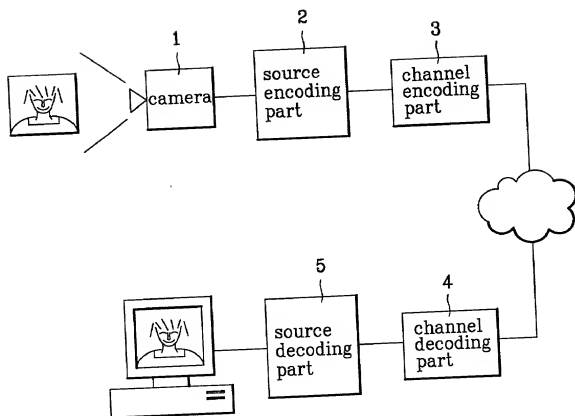 1
camera
2
source
encoding
part
3
channel
encoding
part
5
source
decoding
part
4
channel
decoding
part